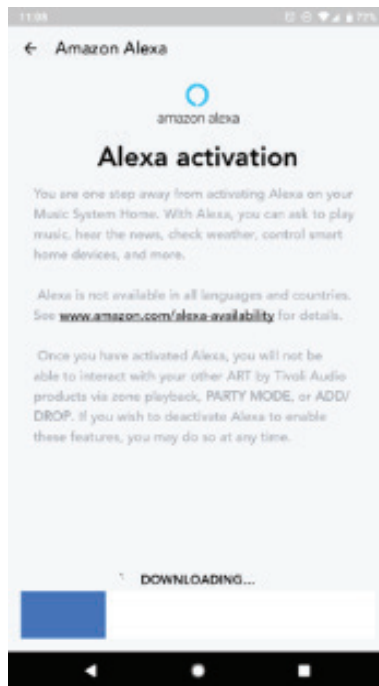 11:08
72%
← Amazon Alexa
amazon alexa
Alexa activation
You are one step away from activating Alexa on your
Music System Home. With Alexa, you can ask to play
music, hear the news, check weather, control smart
home devices, and more.
Alexa is not available in all languages and countries.
See www.amazon.com/alexa-availability for details.
Once you have activated Alexa, you will not be
able to interact with your other ART by Tivoli Audio
products via zone playback, PARTY MODE, or ADD/
DROP. If you wish to deactivate Alexa to enable
these features, you may do so at any time.
DOWNLOADING...